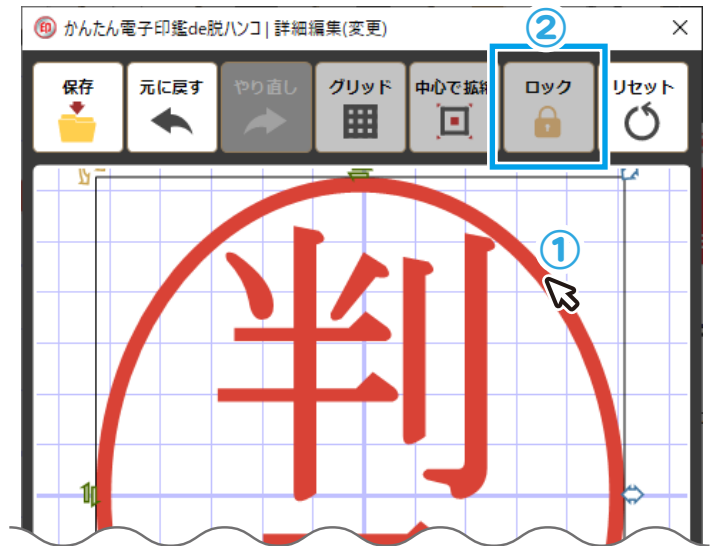 印 かんたん電子印鑑de脱ハンコ | 詳細編集(変更)
②
保存 元に戻す やり直し グリッド 中心で拡縮 ロック リセット
①
判